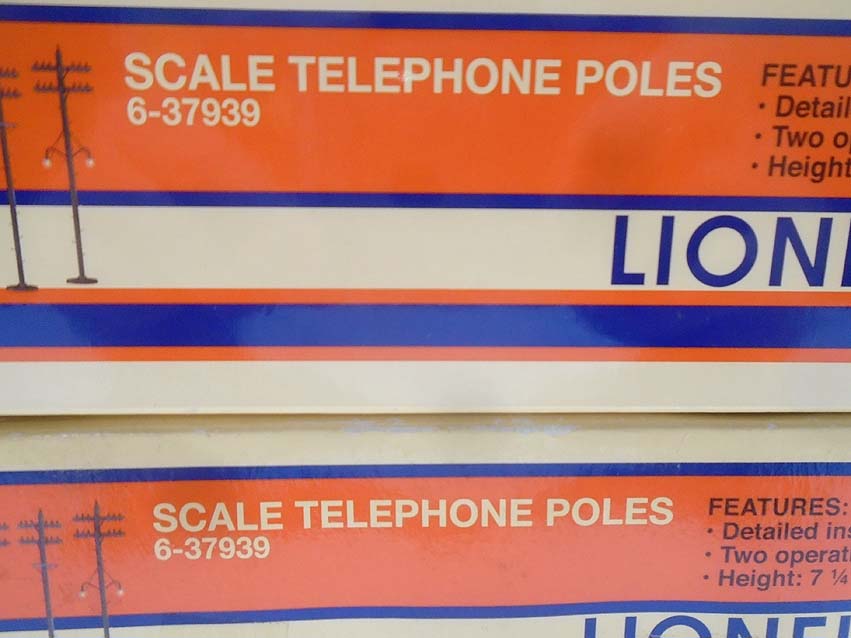 SCALE TELEPHONE POLES
6-37939
FEATU
• Detail
• Two o
• Height
LION
SCALE TELEPHONE POLES
6-37939
FEATURES:
• Detailed ins
• Two operat
• Height: 7 ¼
LIONEL